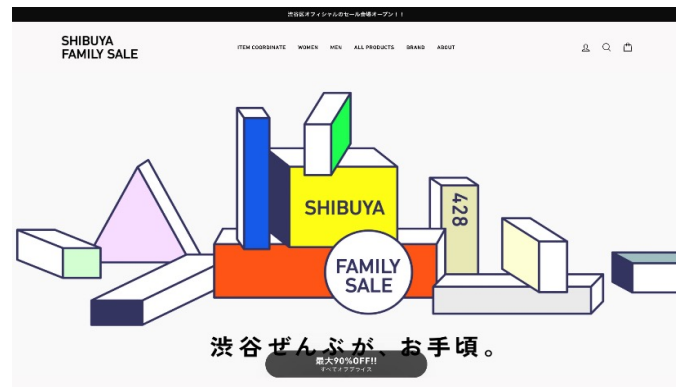 渋谷区オフィシャルのセール会場オープン！！
SHIBUYA
FAMILY SALE
ITEM COORDINATE WOMEN MEN ALL PRODUCTS BRAND ABOUT
SHIBUYA
428
FAMILY
SALE
渋谷ぜんぶが、お手頃。
最大90%OFF!!
すべてオフプライス